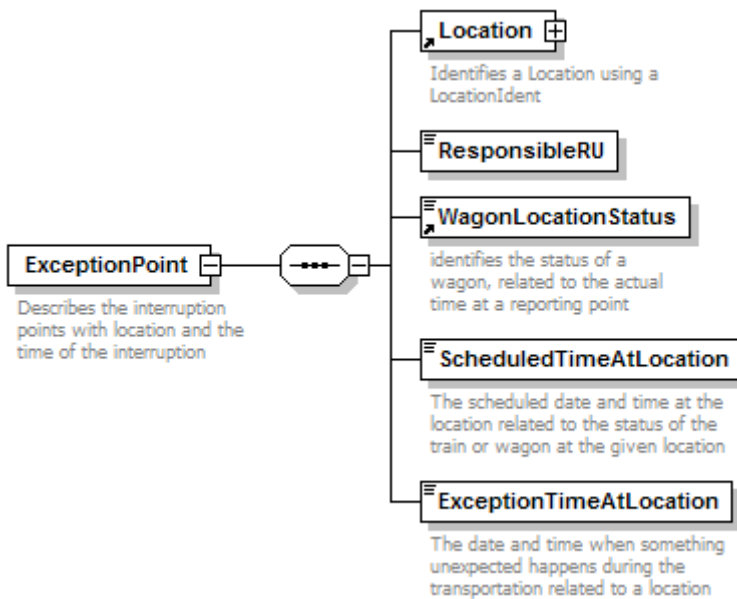 Location
Identifies a Location using a
LocationIdent
ResponsibleRU
WagonLocationStatus
identifies the status of a
wagon, related to the actual
time at a reporting point
ExceptionPoint
Describes the interruption
points with location and the
time of the interruption
ScheduledTimeAtLocation
The scheduled date and time at the
location related to the status of the
train or wagon at the given location
ExceptionTimeAtLocation
The date and time when something
unexpected happens during the
transportation related to a location